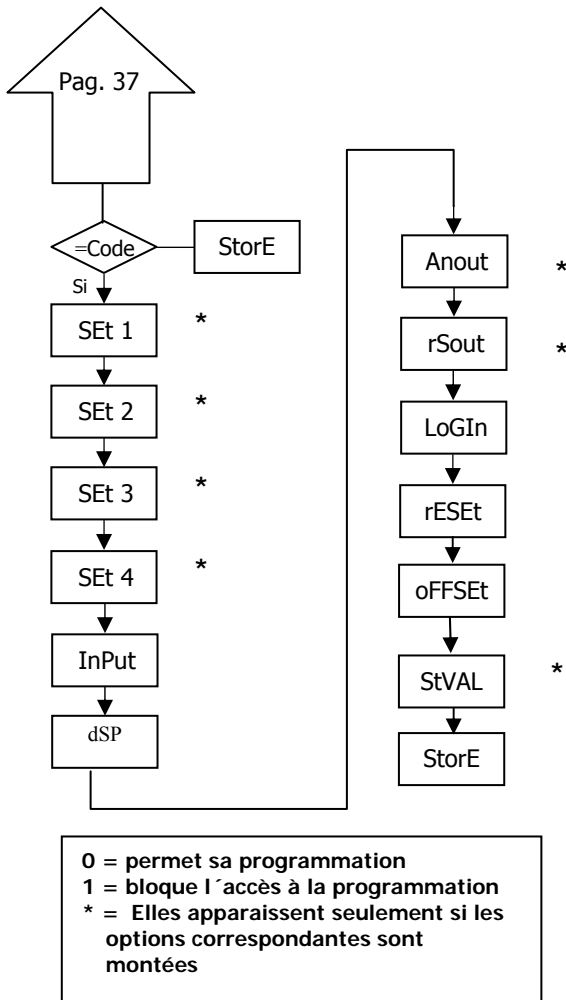 Pag. 37
=Code
StorE
Si
SEt 1 *
SEt 2 *
SEt 3 *
SEt 4 *
InPut
dSP
Anout *
rSout *
LoGIn
rESEt
oFFSEt
StVAL *
StorE
0 = permet sa programmation
1 = bloque l´accès à la programmation
* = Elles apparaissent seulement si les
options correspondantes sont
montées